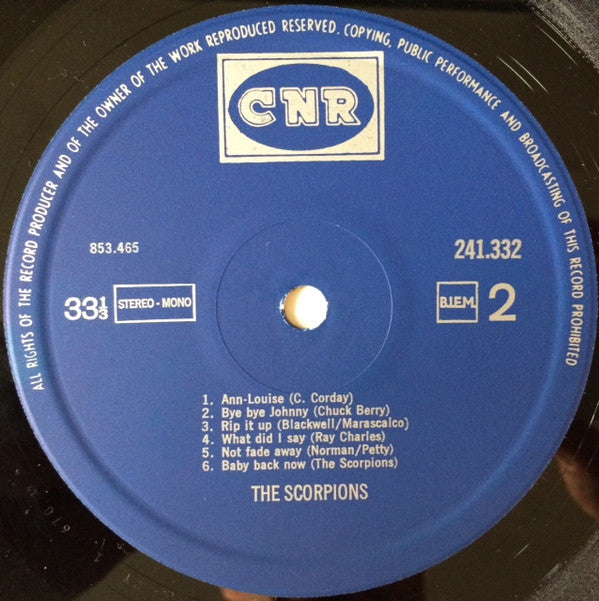 ALL RIGHTS OF THE RECORD PRODUCER AND OF THE OWNER OF THE WORK REPRODUCED RESERVED. COPYING, PUBLIC PERFORMANCE AND BROADCASTING OF THIS RECORD PROHIBITED
CNR
853.465
241.332
33 1/3 STEREO - MONO
B.I.E.M. 2
1. Ann-Louise (C. Corday)
2. Bye bye Johnny (Chuck Berry)
3. Rip it up (Blackwell/Marascalco)
4. What did I say (Ray Charles)
5. Not fade away (Norman/Petty)
6. Baby back now (The Scorpions)
THE SCORPIONS